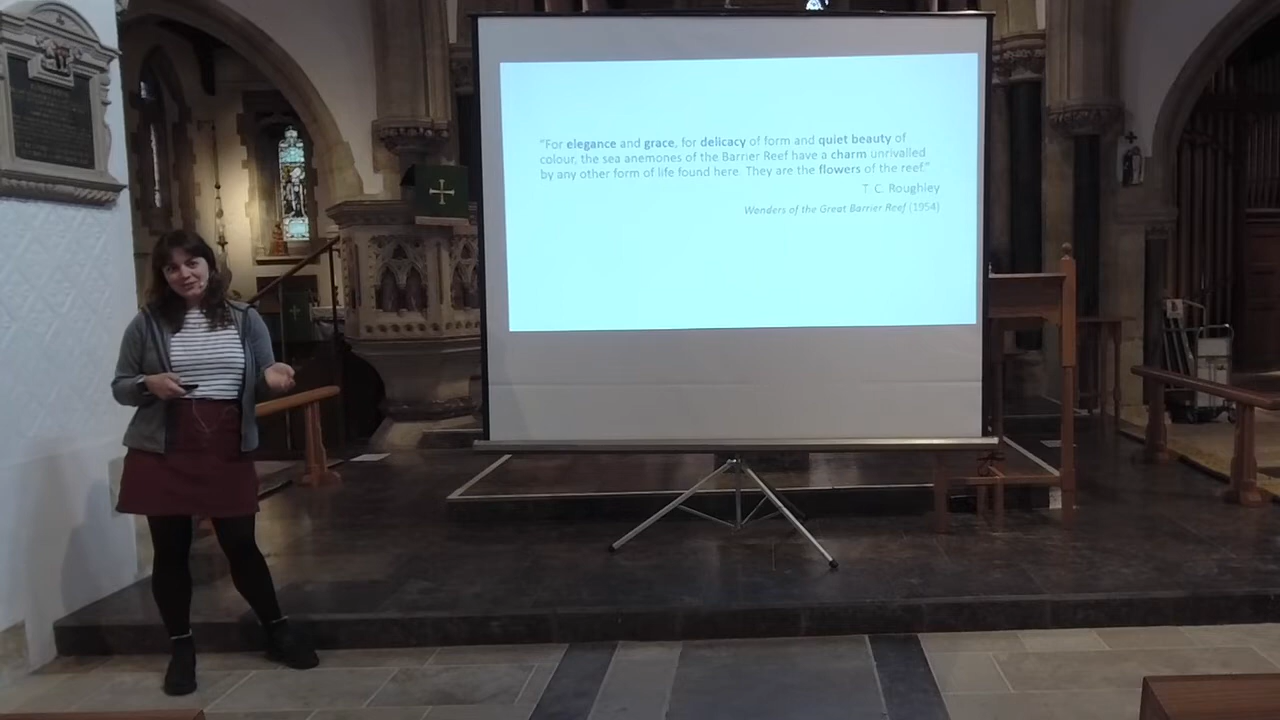 "For elegance and grace, for delicacy of form and quiet beauty of
colour, the sea anemones of the Barrier Reef have a charm unrivalled
by any other form of life found here. They are the flowers of the reef."
T. C. Roughley
Wonders of the Great Barrier Reef (1954)